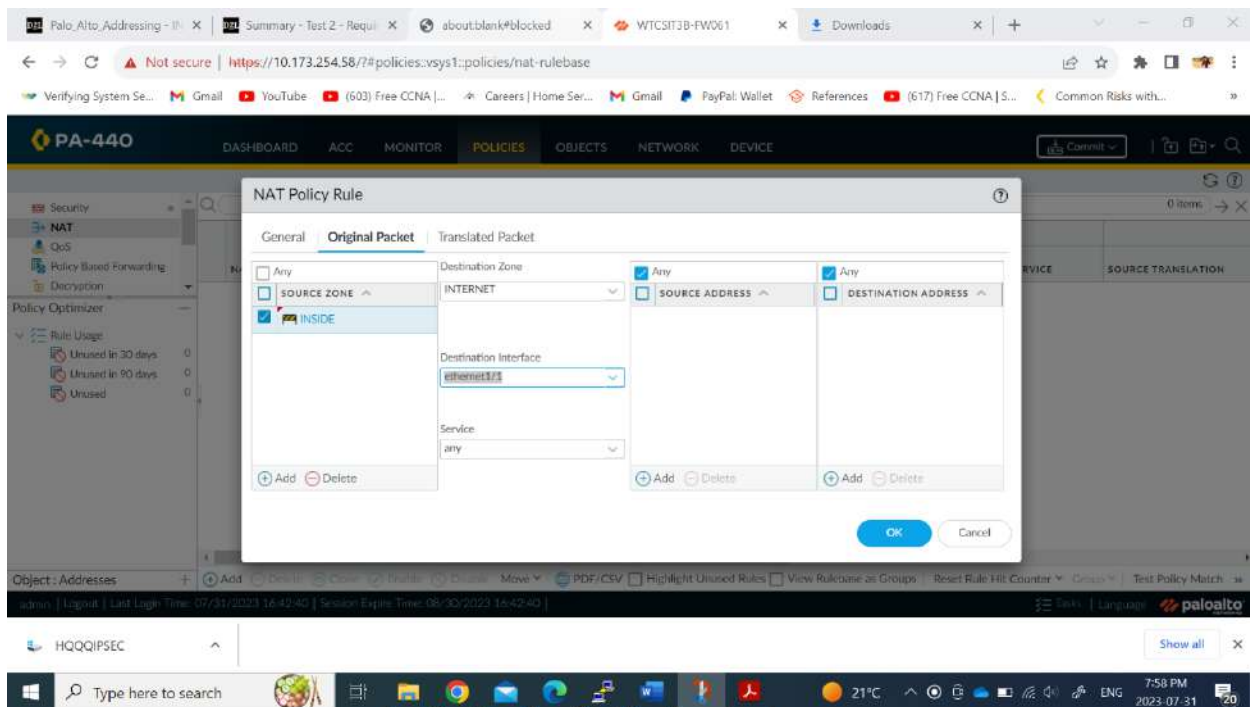 Palo_Alto_Addressing - IN
Summary - Test 2 - Requi
about:blank#blocked
WTCSIT3B-FW061
Downloads
Not secure | https://10.173.254.58/?#policies::vsys1::policies/nat-rulebase
Verifying System Se...
Gmail
YouTube
(603) Free CCNA |...
Careers | Home Ser...
Gmail
PayPal: Wallet
References
(617) Free CCNA | S...
Common Risks with...
PA-440
DASHBOARD ACC MONITOR POLICIES OBJECTS NETWORK DEVICE
Commit
Security
NAT
QoS
Policy Based Forwarding
Decryption
Policy Optimizer
Rule Usage
Unused in 30 days 0
Unused in 90 days 0
Unused 0
0 items
RVICE
SOURCE TRANSLATION
NAT Policy Rule
General Original Packet Translated Packet
Any
SOURCE ZONE
INSIDE
Add Delete
Destination Zone
INTERNET
Destination Interface
ethernet1/1
Service
any
Any
SOURCE ADDRESS
Add Delete
Any
DESTINATION ADDRESS
Add Delete
OK Cancel
Object : Addresses
Add Delete Clone Enable Disable Move PDF/CSV Highlight Unused Rules View Rulebase as Groups Reset Rule Hit Counter Group Test Policy Match
admin | Logout | Last Login Time: 07/31/2023 16:42:40 | Session Expire Time: 08/30/2023 16:42:40 |
Tasks | Language paloalto
HQQQIPSEC
Show all
Type here to search
21°C
ENG
7:58 PM
2023-07-31
20